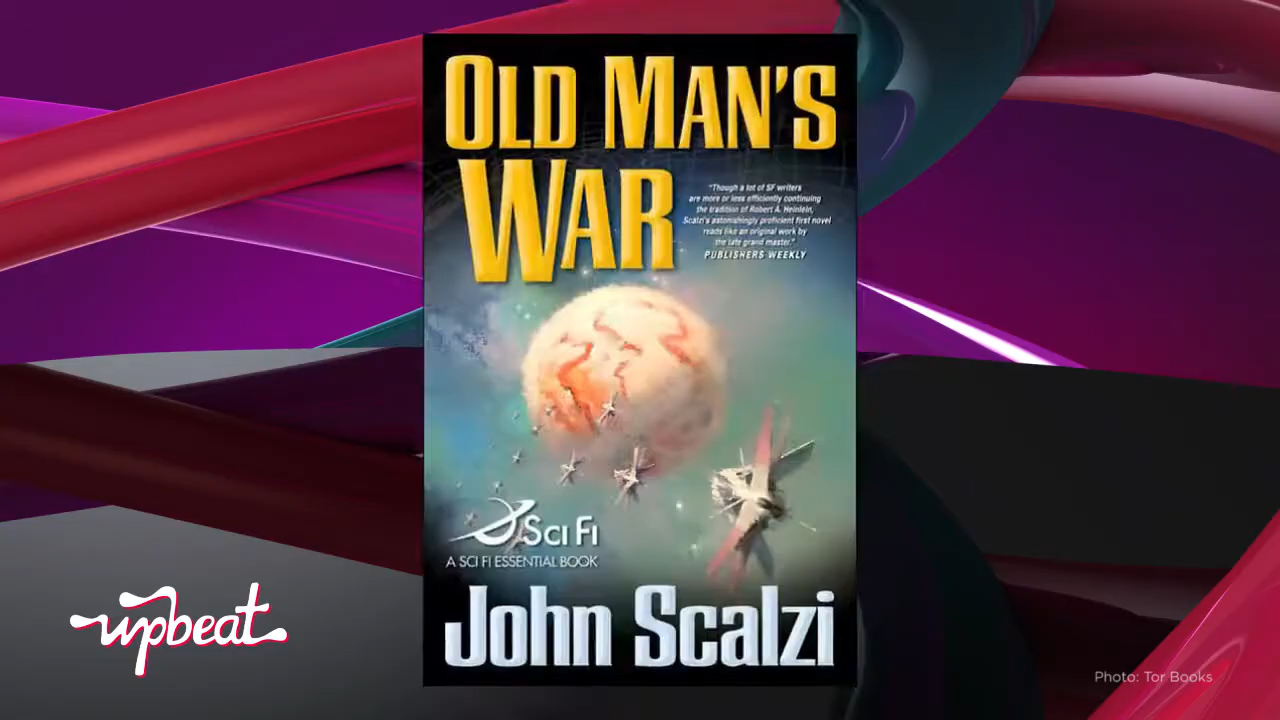 OLD MAN'S
WAR
"Though a lot of SF writers
are more or less efficiently continuing
the tradition of Robert A. Heinlein,
Scalzi's astonishingly proficient first novel
reads like an original work by
the late grand master."
PUBLISHERS WEEKLY
SCI FI
A SCI FI ESSENTIAL BOOK
JOHN SCALZI
upbeat
Photo: Tor Books